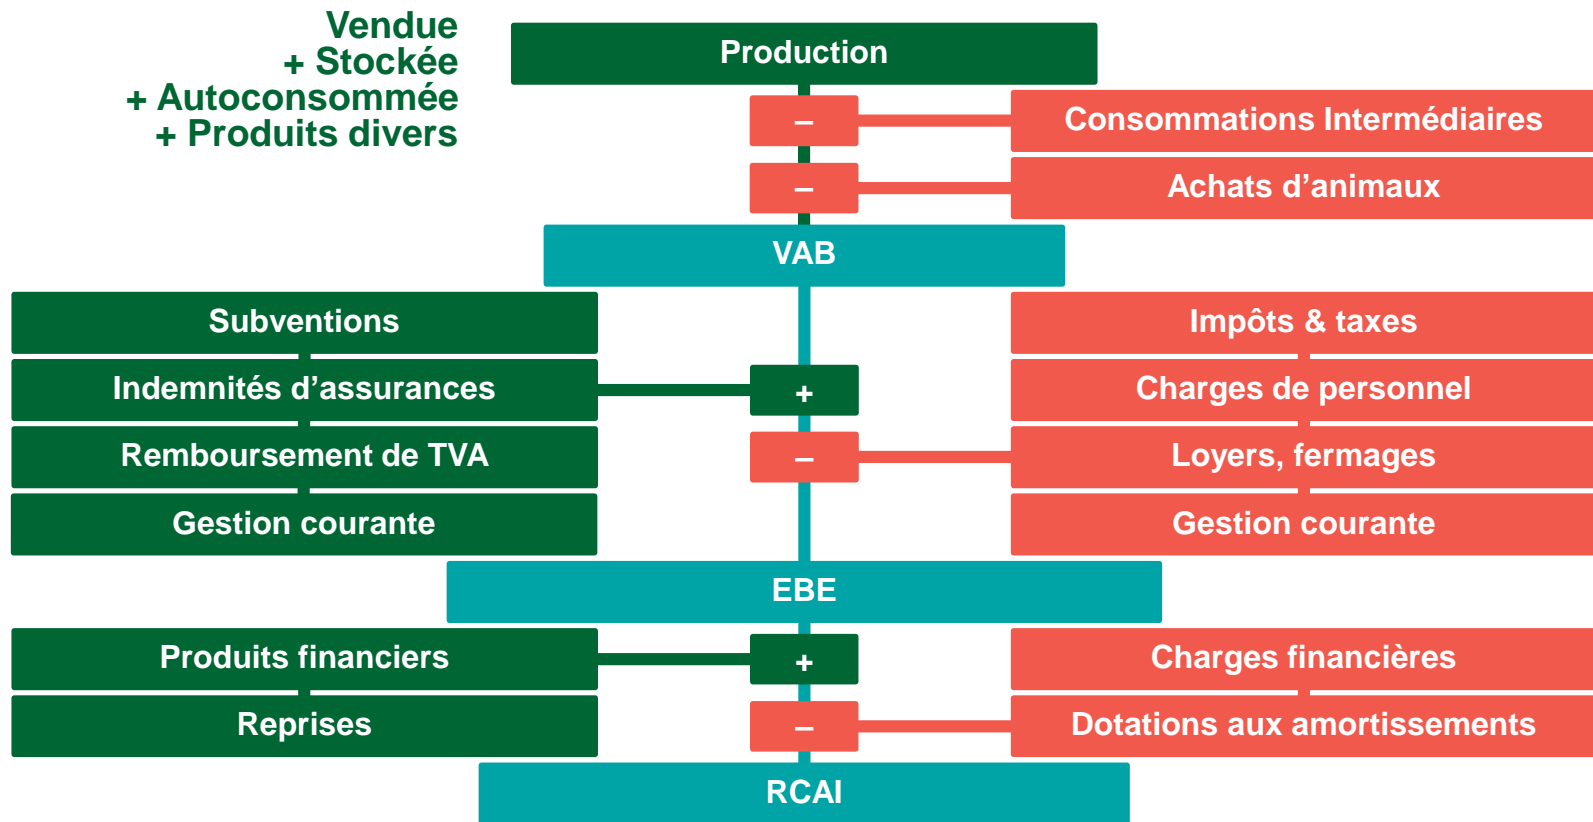 Vendue
+ Stockée
+ Autoconsommée
+ Produits divers
Production
–
Consommations Intermédiaires
–
Achats d’animaux
VAB
Subventions
Impôts & taxes
Indemnités d’assurances
+
Charges de personnel
Remboursement de TVA
–
Loyers, fermages
Gestion courante
Gestion courante
EBE
Produits financiers
+
Charges financières
Reprises
–
Dotations aux amortissements
RCAI